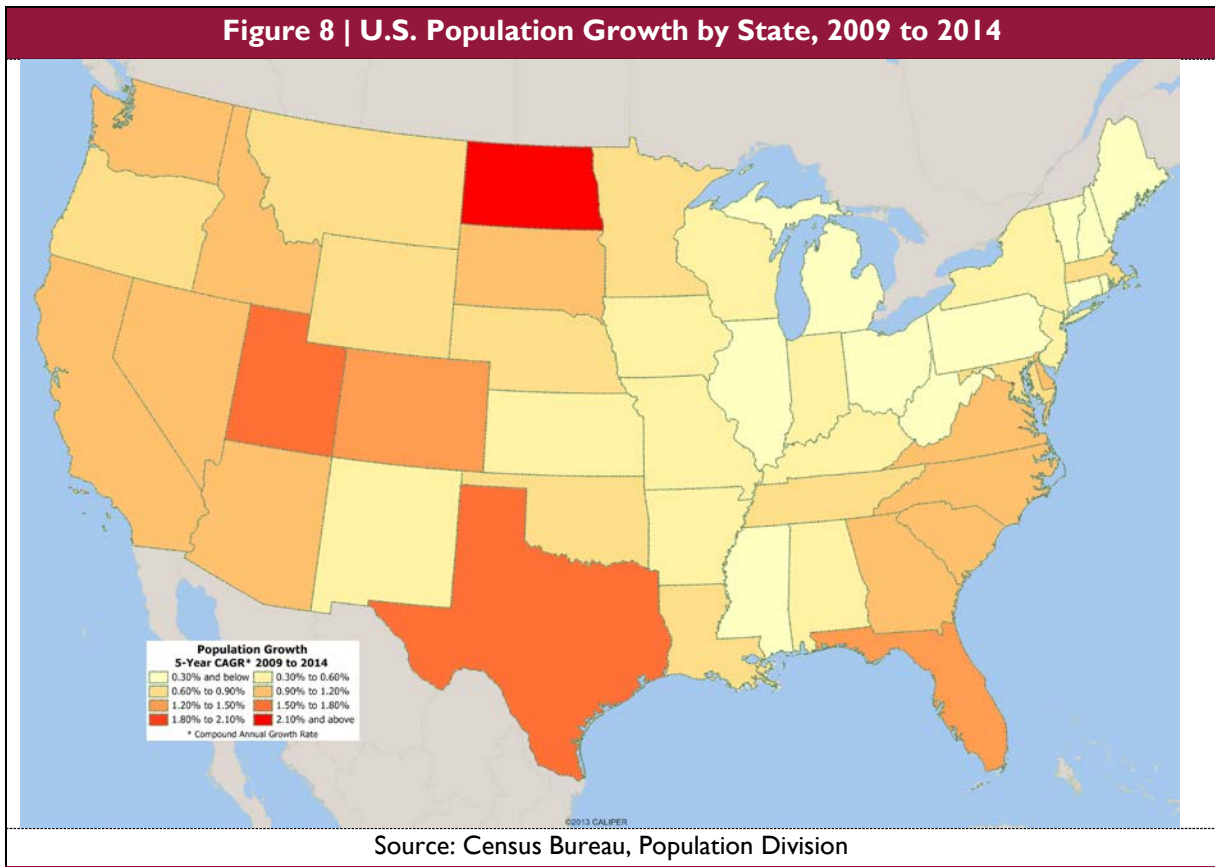 Figure 8 | U.S. Population Growth by State, 2009 to 2014
Population Growth
5-Year CAGR* 2009 to 2014
0.30% and below 0.30% to 0.60%
0.60% to 0.90% 0.90% to 1.20%
1.20% to 1.50% 1.50% to 1.80%
1.80% to 2.10% 2.10% and above
* Compound Annual Growth Rate
©2013 CALIPER
Source: Census Bureau, Population Division